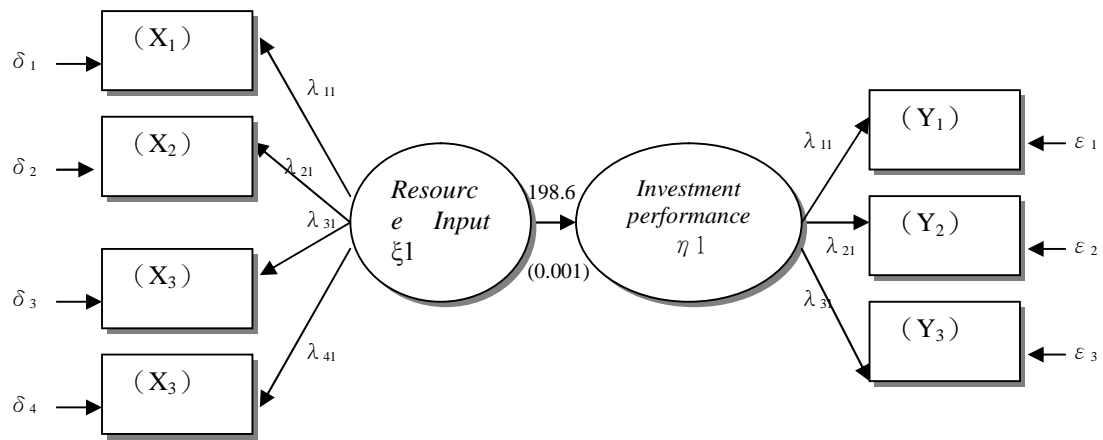 (X₁)
δ₁
λ₁₁
(X₂)
δ₂
λ₂₁
λ₃₁
Resourc
e Input
ξ1
198.6
(0.001)
Investment
performance
η1
(X₃)
δ₃
λ₄₁
(X₃)
δ₄
(Y₁)
λ₁₁
ε₁
(Y₂)
λ₂₁
ε₂
λ₃₁
(Y₃)
ε₃